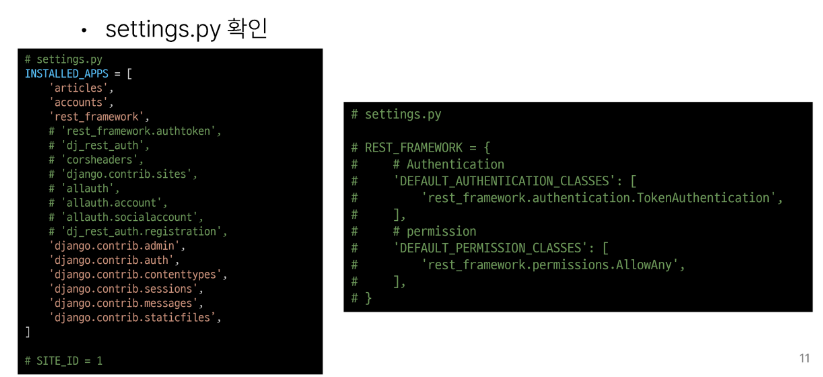 • settings.py 확인
# settings.py
INSTALLED_APPS = [
    'articles',
    'accounts',
    'rest_framework',
    # 'rest_framework.authtoken',
    # 'dj_rest_auth',
    # 'corsheaders',
    # 'django.contrib.sites',
    # 'allauth',
    # 'allauth.account',
    # 'allauth.socialaccount',
    # 'dj_rest_auth.registration',
    'django.contrib.admin',
    'django.contrib.auth',
    'django.contrib.contenttypes',
    'django.contrib.sessions',
    'django.contrib.messages',
    'django.contrib.staticfiles',
]
# SITE_ID = 1
# settings.py
# REST_FRAMEWORK = {
#     # Authentication
#     'DEFAULT_AUTHENTICATION_CLASSES': [
#         'rest_framework.authentication.TokenAuthentication',
#     ],
#     # permission
#     'DEFAULT_PERMISSION_CLASSES': [
#         'rest_framework.permissions.AllowAny',
#     ],
# }
11